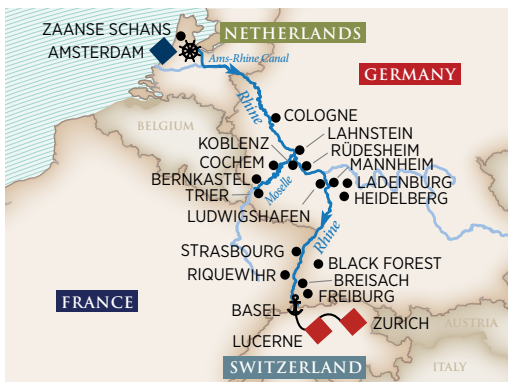 ZAANSE SCHANS
NETHERLANDS
AMSTERDAM
Ams-Rhine Canal
GERMANY
Rhine
COLOGNE
BELGIUM
LAHNSTEIN
KOBLENZ
RÜDESHEIM
COCHEM
MANNHEIM
BERNKASTEL
LADENBURG
TRIER
Moselle
HEIDELBERG
LUDWIGSHAFEN
Rhine
STRASBOURG
BLACK FOREST
RIQUEWIHR
BREISACH
FREIBURG
FRANCE
BASEL
ZURICH
AUSTRIA
LUCERNE
SWITZERLAND
ITALY